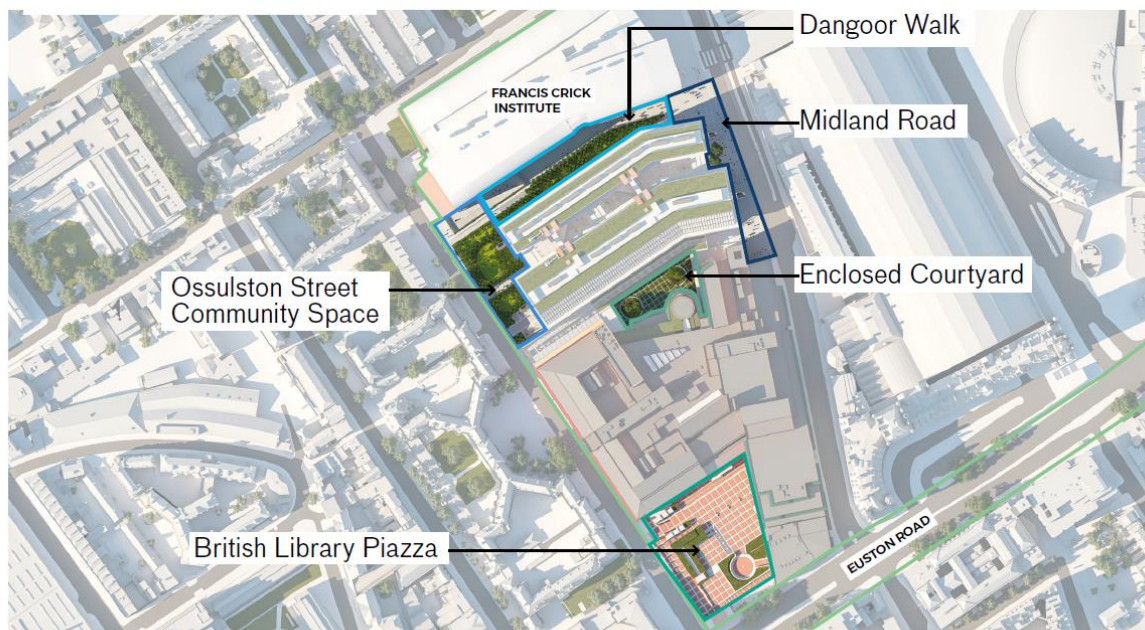 Dangoor Walk
FRANCIS CRICK
INSTITUTE
Midland Road
Ossulston Street
Community Space
Enclosed Courtyard
British Library Piazza
EUSTON ROAD